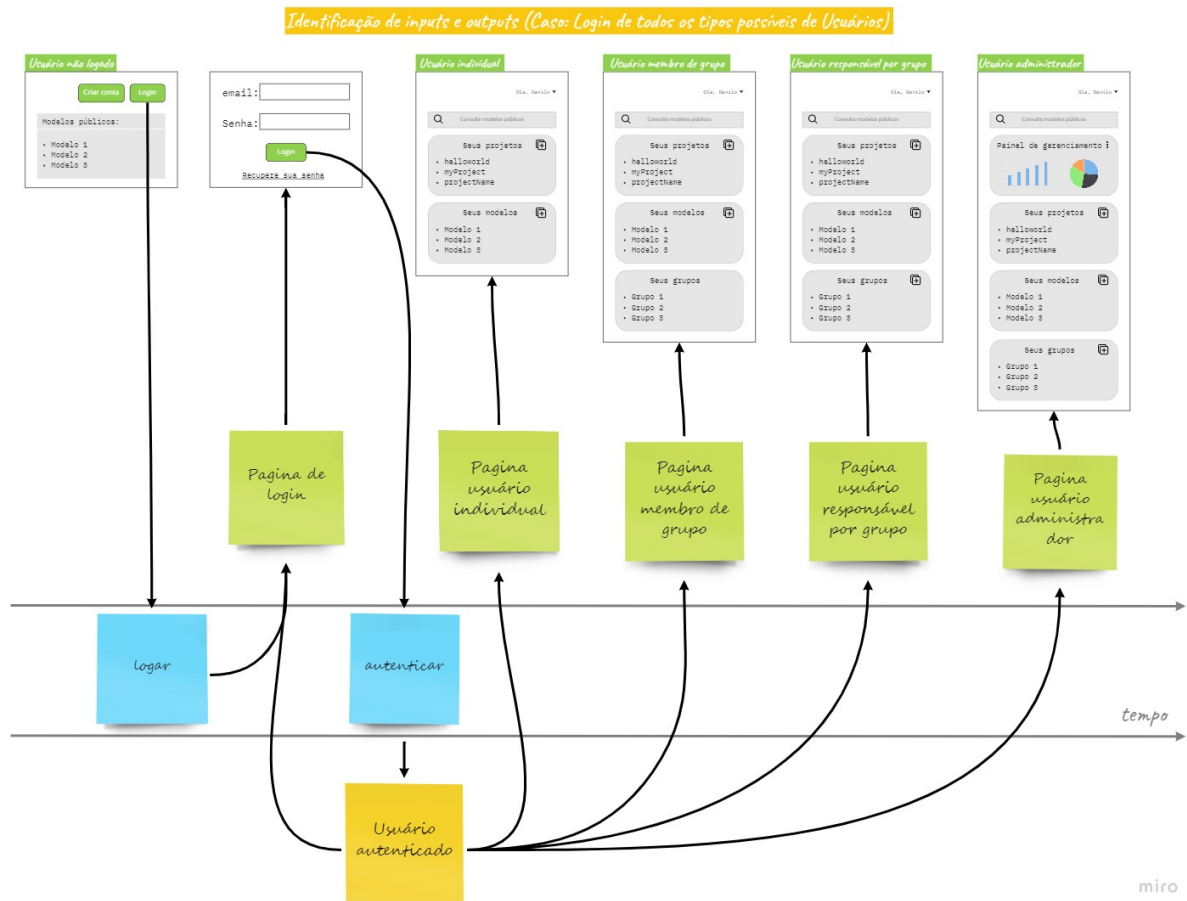 Identificação de inputs e outputs (Caso: Login de todos os tipos possíveis de Usuários)
Usuário não logado
Criar conta
Login
Modelos públicos:
• Modelo 1
• Modelo 2
• Modelo 3
email:
Senha:
Login
Recupere sua senha
Usuário individual
Ola, Danilo ▼
Consulte modelos públicos
Seus projetos
• helloworld
• myProject
• projectName
Seus modelos
• Modelo 1
• Modelo 2
• Modelo 3
Usuário membro de grupo
Ola, Danilo ▼
Consulte modelos públicos
Seus projetos
• helloworld
• myProject
• projectName
Seus modelos
• Modelo 1
• Modelo 2
• Modelo 3
Seus grupos
• Grupo 1
• Grupo 2
• Grupo 3
Usuário responsável por grupo
Ola, Danilo ▼
Consulte modelos públicos
Seus projetos
• helloworld
• myProject
• projectName
Seus modelos
• Modelo 1
• Modelo 2
• Modelo 3
Seus grupos
• Grupo 1
• Grupo 2
• Grupo 3
Usuário administrador
Ola, Danilo ▼
Consulte modelos públicos
Painel de gerenciamento
Seus projetos
• helloworld
• myProject
• projectName
Seus modelos
• Modelo 1
• Modelo 2
• Modelo 3
Seus grupos
• Grupo 1
• Grupo 2
• Grupo 3
Pagina de
login
Pagina
usuário
individual
Pagina
usuário
membro de
grupo
Pagina
usuário
responsável
por grupo
Pagina
usuário
administra
dor
logar
autenticar
tempo
Usuário
autenticado
miro